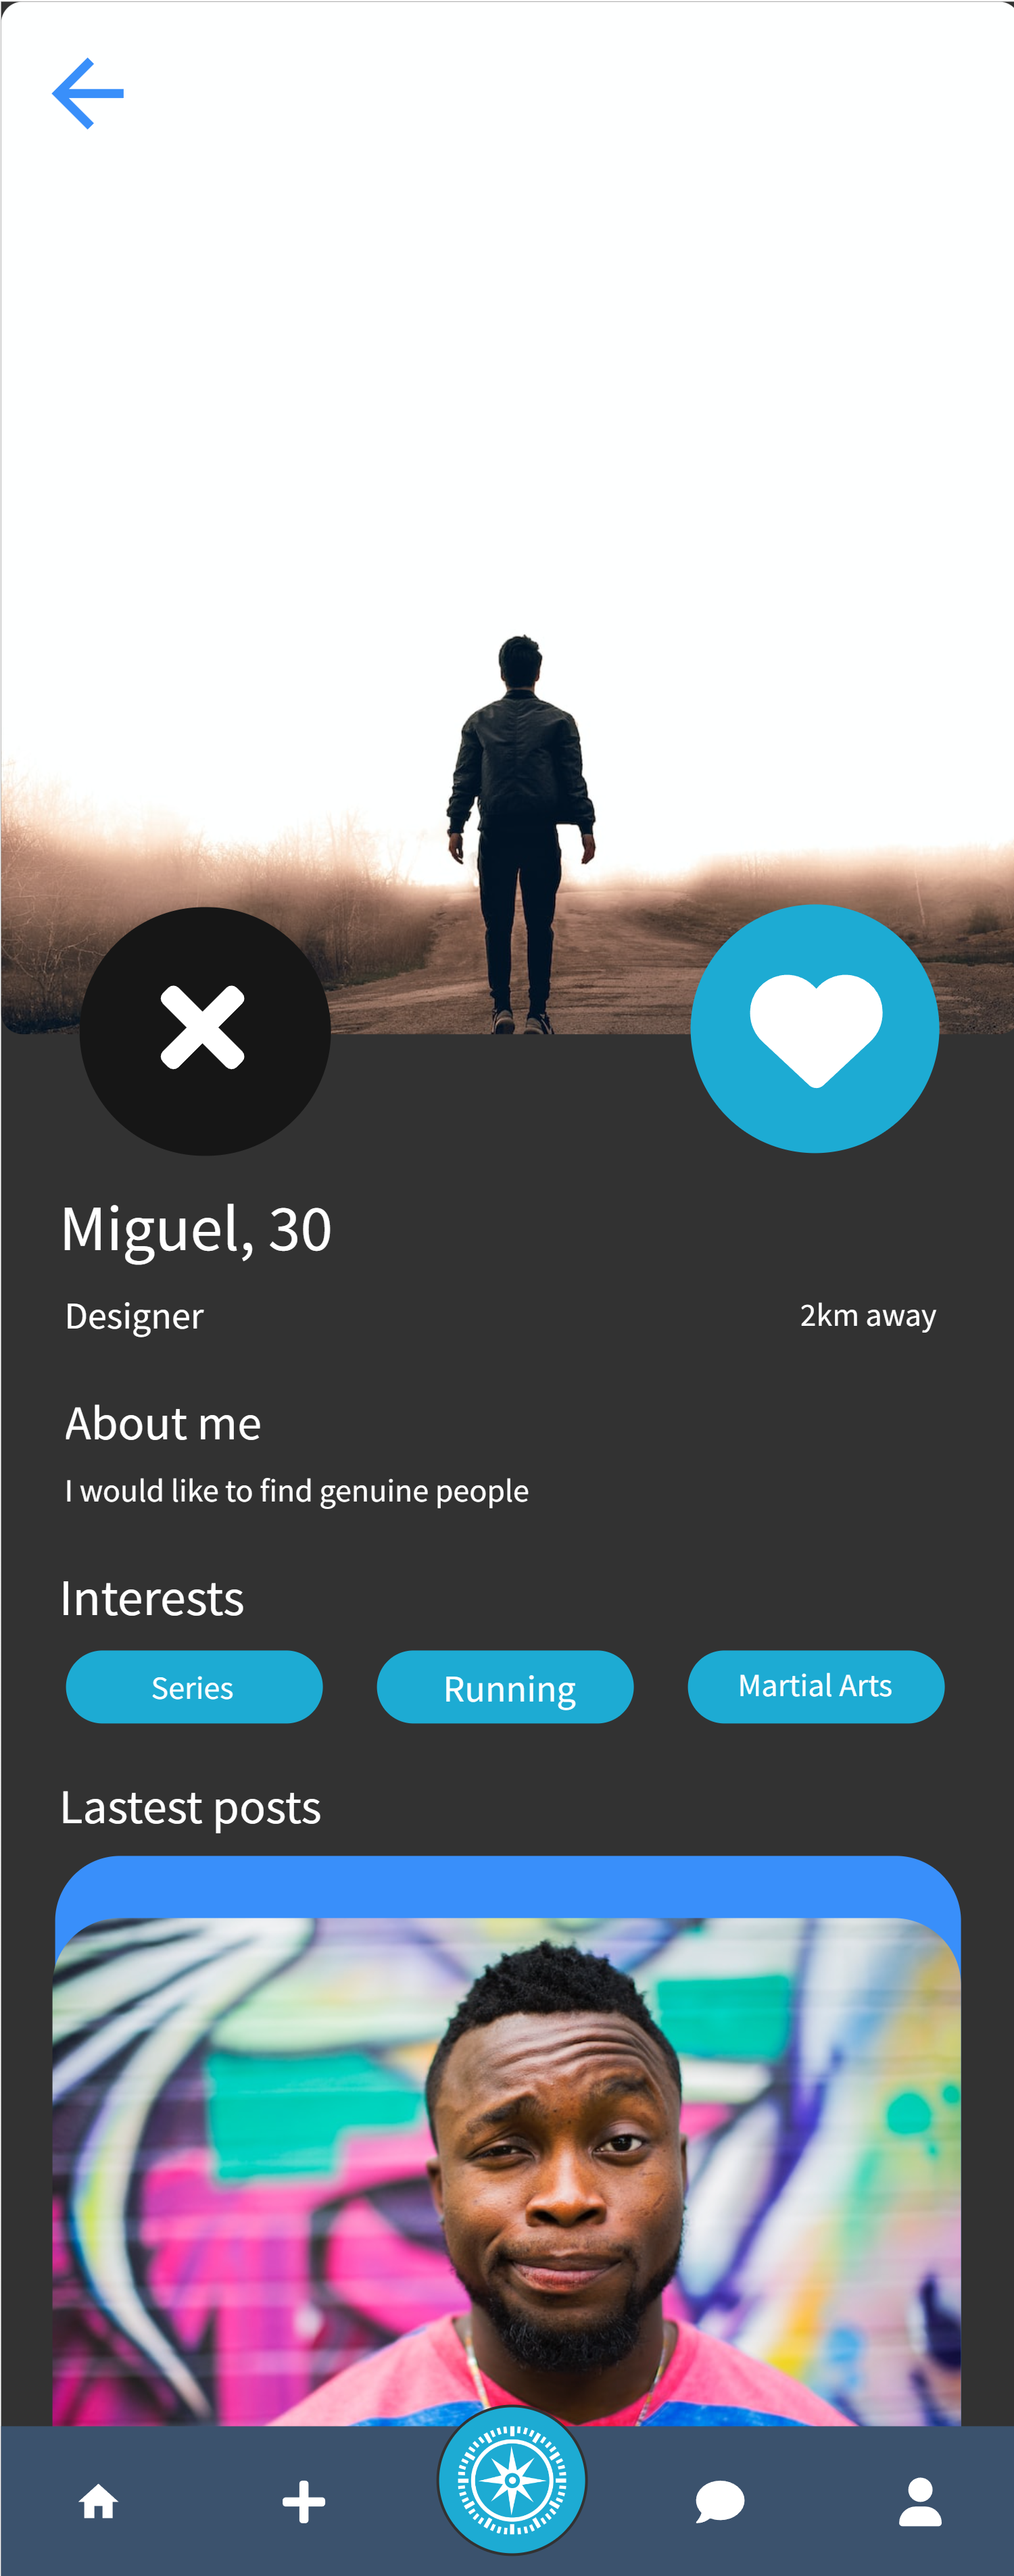 Miguel, 30
Designer
2km away
About me
I would like to find genuine people
Interests
Series
Running
Martial Arts
Lastest posts